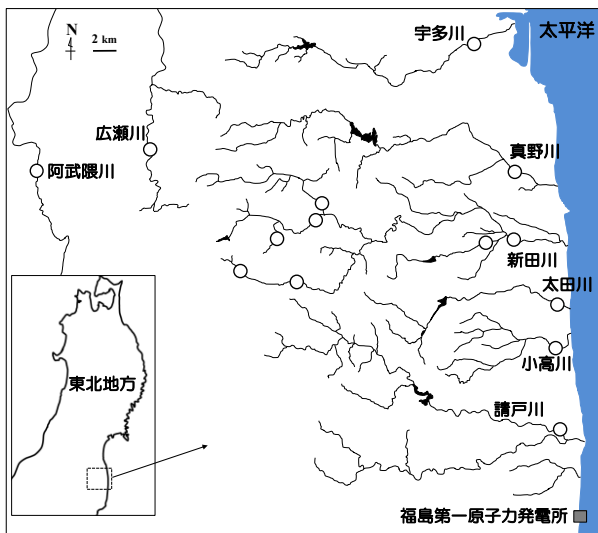 N
2 km
宇多川
太平洋
広瀬川
阿武隈川
真野川
新田川
太田川
小高川
請戸川
東北地方
福島第一原子力発電所